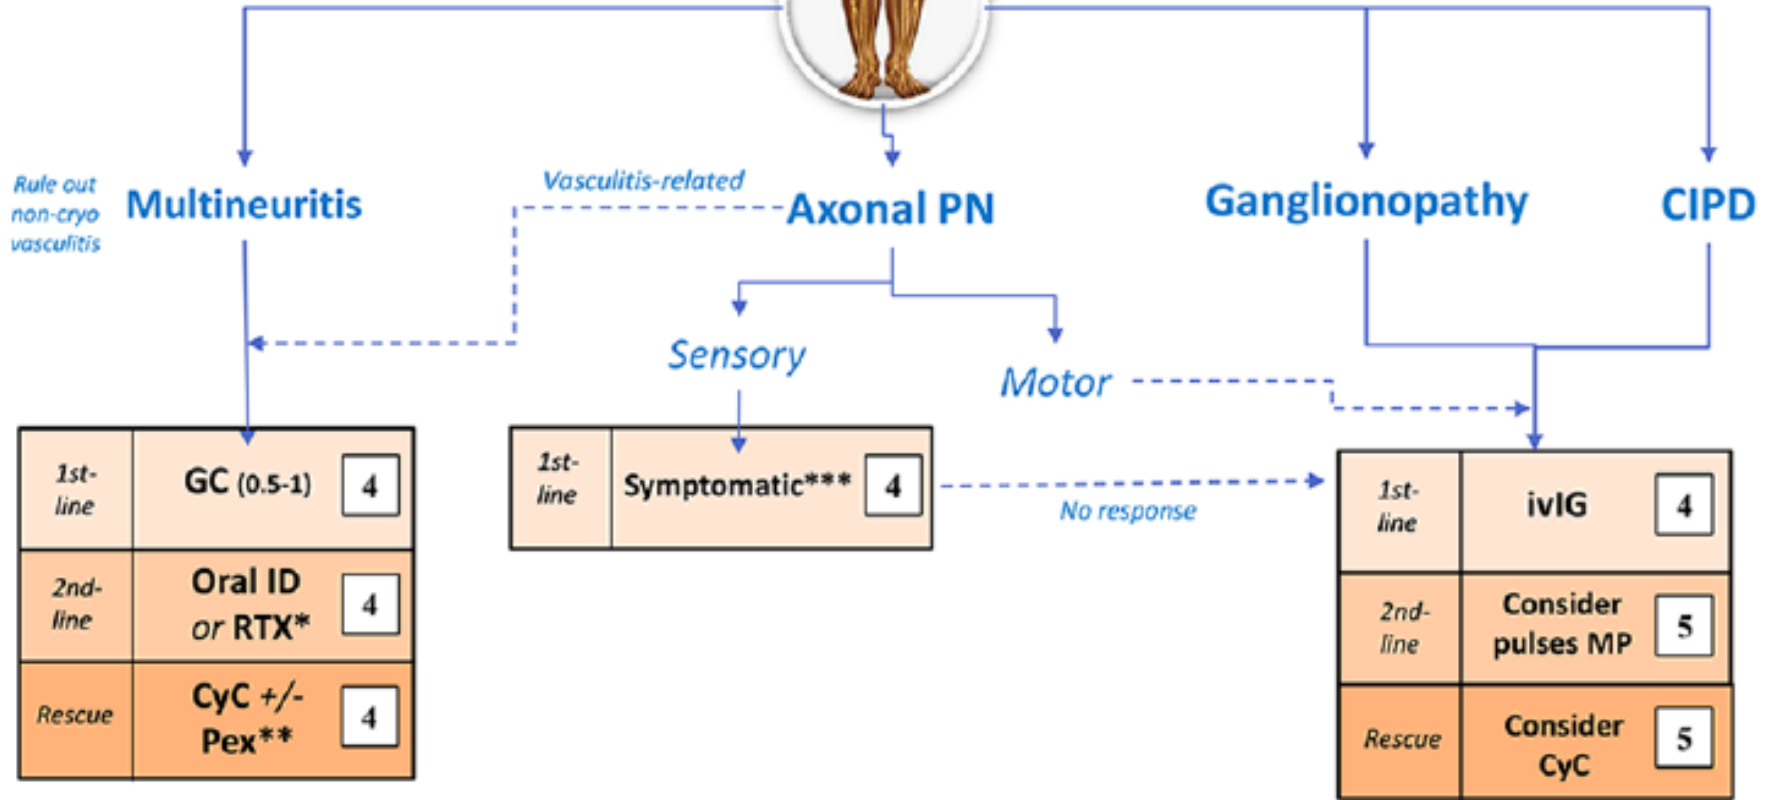 Rule out
non-cryo
vasculitis
Multineuritis
Vasculitis-related
Axonal PN
Ganglionopathy
CIPD
Sensory
Motor
1st-
line
GC (0.5-1)
4
2nd-
line
Oral ID
or RTX*
4
Rescue
CyC +/-
Pex**
4
1st-
line
Symptomatic***
4
No response
1st-
line
ivIG
4
2nd-
line
Consider
pulses MP
5
Rescue
Consider
CyC
5